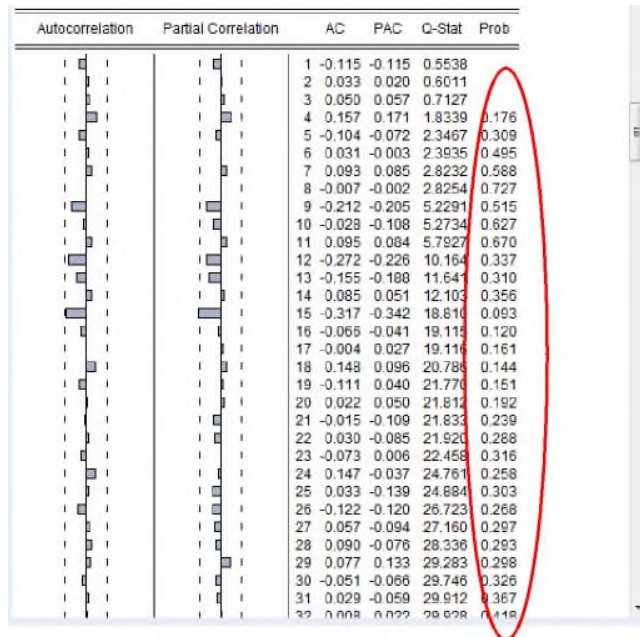 Autocorrelation Partial Correlation AC PAC Q-Stat Prob
1 -0.115 -0.115 0.5538
2 0.033 0.020 0.6011
3 0.050 0.057 0.7127
4 0.157 0.171 1.8339 0.176
5 -0.104 -0.072 2.3467 0.309
6 0.031 -0.003 2.3935 0.495
7 0.093 0.085 2.8232 0.588
8 -0.007 -0.002 2.8254 0.727
9 -0.212 -0.205 5.2291 0.515
10 -0.028 -0.108 5.2734 0.627
11 0.095 0.084 5.7927 0.670
12 -0.272 -0.226 10.164 0.337
13 -0.155 -0.188 11.641 0.310
14 0.085 0.051 12.103 0.356
15 -0.317 -0.342 18.810 0.093
16 -0.066 -0.041 19.115 0.120
17 -0.004 0.027 19.116 0.161
18 0.148 0.096 20.786 0.144
19 -0.111 0.040 21.770 0.151
20 0.022 0.050 21.812 0.192
21 -0.015 -0.109 21.833 0.239
22 0.030 -0.085 21.920 0.288
23 -0.073 0.006 22.458 0.316
24 0.147 -0.037 24.761 0.258
25 0.033 -0.139 24.884 0.303
26 -0.122 -0.120 26.723 0.268
27 0.057 -0.094 27.160 0.297
28 0.090 -0.076 28.336 0.293
29 0.077 0.133 29.283 0.298
30 -0.051 -0.066 29.746 0.326
31 0.029 -0.059 29.912 0.367
32 0.008 0.022 29.928 0.418